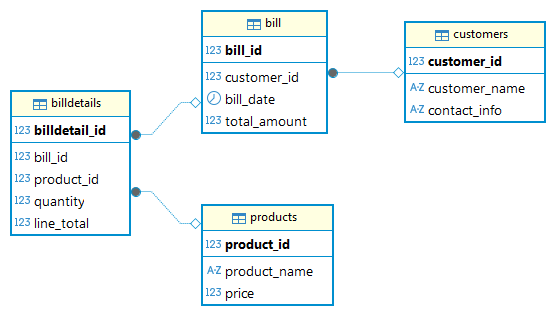 bill
123 bill_id
123 customer_id
bill_date
123 total_amount
customers
123 customer_id
A-Z customer_name
A-Z contact_info
billdetails
123 billdetail_id
123 bill_id
123 product_id
123 quantity
123 line_total
products
123 product_id
A-Z product_name
123 price